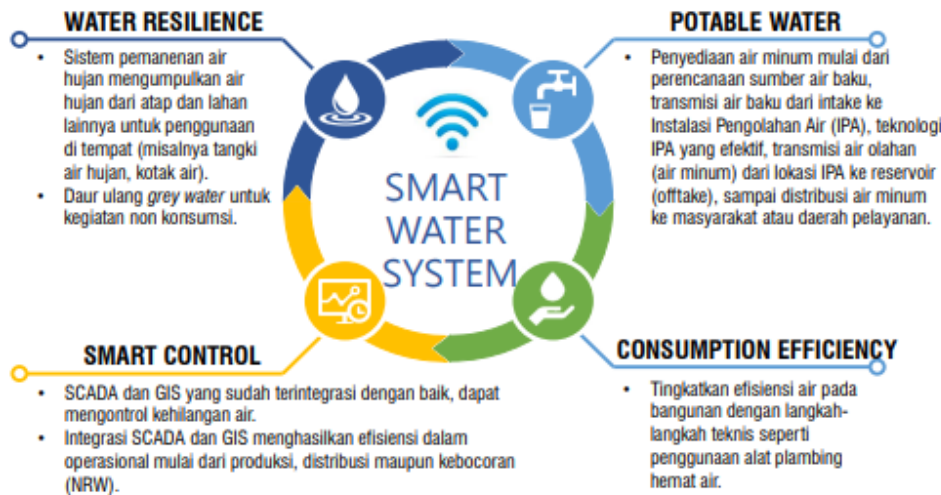 WATER RESILIENCE
• Sistem pemanenan air
hujan mengumpulkan air
hujan dari atap dan lahan
lainnya untuk penggunaan
di tempat (misalnya tangki
air hujan, kotak air).
• Daur ulang grey water untuk
kegiatan non konsumsi.
POTABLE WATER
• Penyediaan air minum mulai dari
perencanaan sumber air baku,
transmisi air baku dari intake ke
Instalasi Pengolahan Air (IPA), teknologi
IPA yang efektif, transmisi air olahan
(air minum) dari lokasi IPA ke reservoir
(offtake), sampai distribusi air minum
ke masyarakat atau daerah pelayanan.
SMART
WATER
SYSTEM
SMART CONTROL
• SCADA dan GIS yang sudah terintegrasi dengan baik, dapat
mengontrol kehilangan air.
• Integrasi SCADA dan GIS menghasilkan efisiensi dalam
operasional mulai dari produksi, distribusi maupun kebocoran
(NRW).
CONSUMPTION EFFICIENCY
• Tingkatkan efisiensi air pada
bangunan dengan langkah-
langkah teknis seperti
penggunaan alat plambing
hemat air.